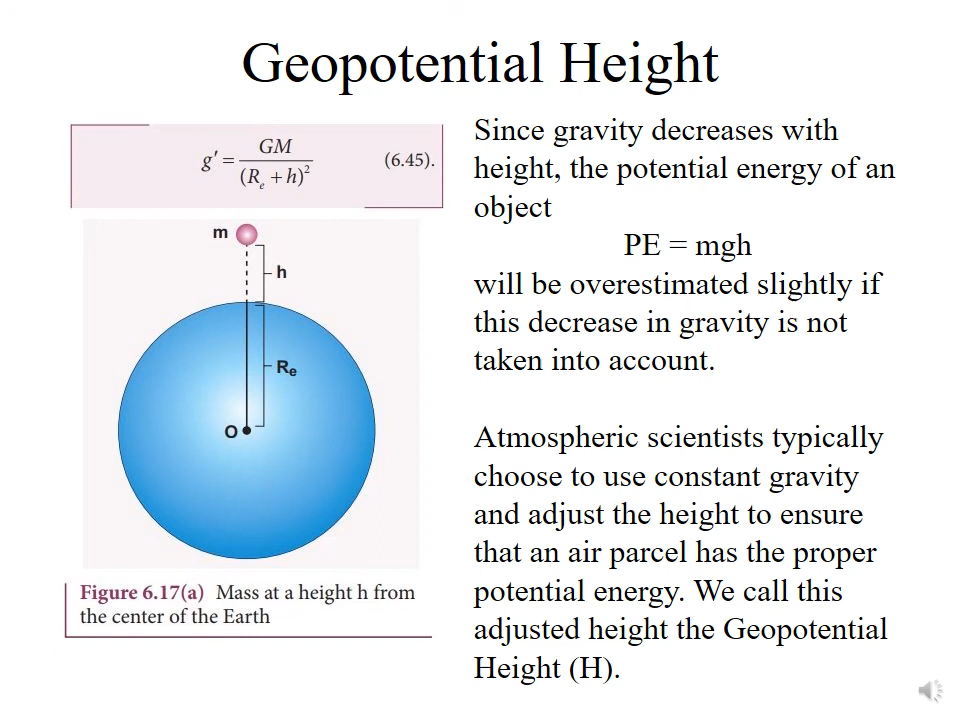 Geopotential Height
g′ = GM / (Re + h)² (6.45).
m
h
Re
O
Figure 6.17(a) Mass at a height h from
the center of the Earth
Since gravity decreases with
height, the potential energy of an
object
PE = mgh
will be overestimated slightly if
this decrease in gravity is not
taken into account.
Atmospheric scientists typically
choose to use constant gravity
and adjust the height to ensure
that an air parcel has the proper
potential energy. We call this
adjusted height the Geopotential
Height (H).